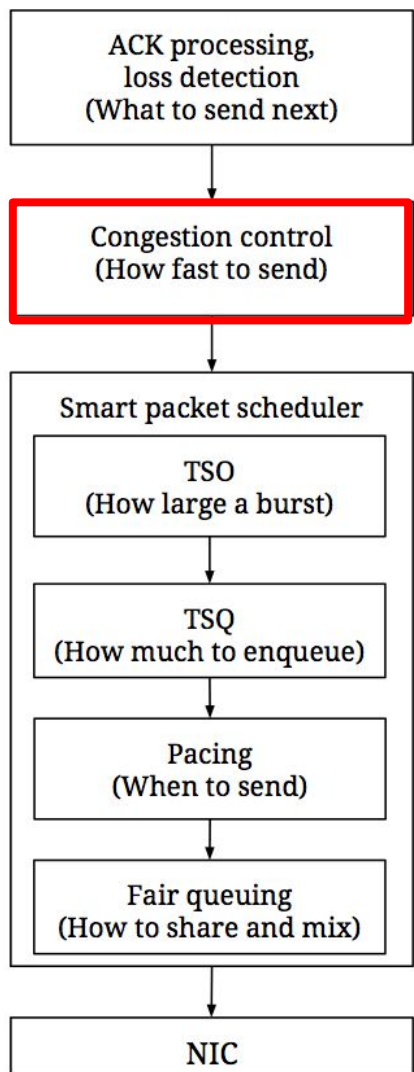 ACK processing,
loss detection
(What to send next)
Congestion control
(How fast to send)
Smart packet scheduler
TSO
(How large a burst)
TSQ
(How much to enqueue)
Pacing
(When to send)
Fair queuing
(How to share and mix)
NIC